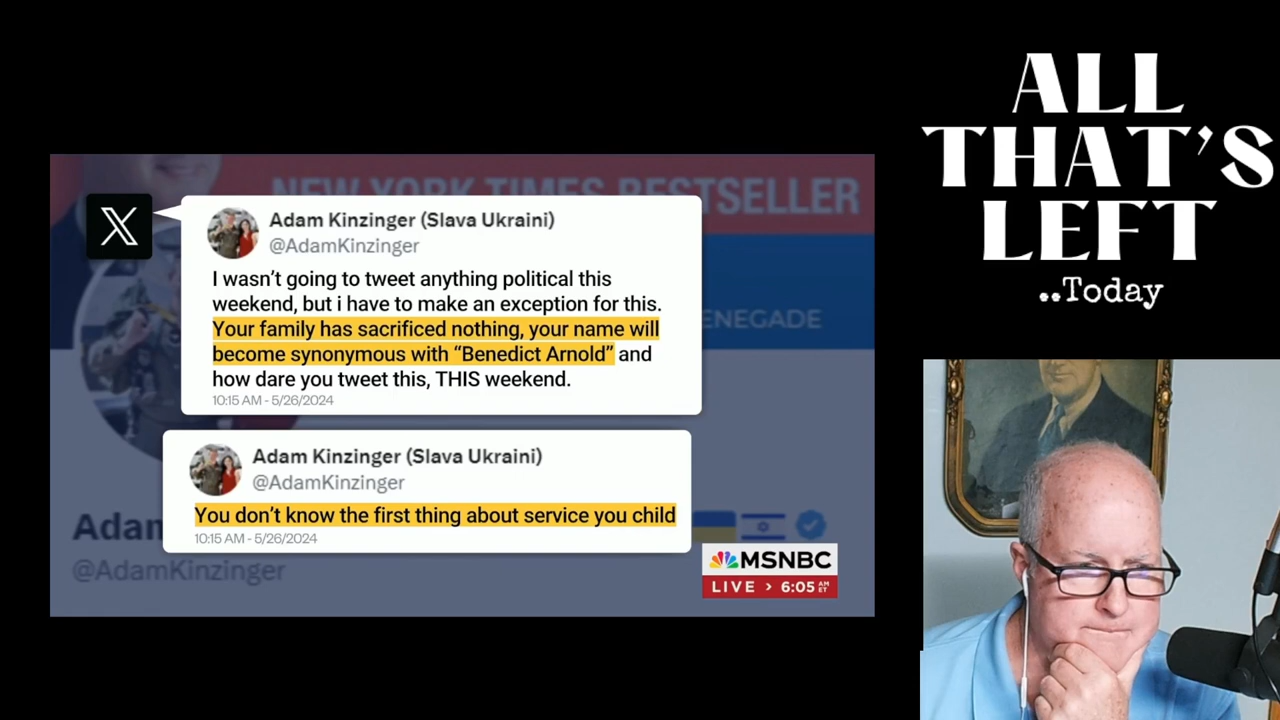 NEW YORK TIMES BESTSELLER
X
Adam Kinzinger (Slava Ukraini)
@AdamKinzinger
I wasn't going to tweet anything political this
weekend, but i have to make an exception for this.
Your family has sacrificed nothing, your name will
become synonymous with “Benedict Arnold” and
how dare you tweet this, THIS weekend.
10:15 AM - 5/26/2024
ENEGADE
Adam Kinzinger (Slava Ukraini)
@AdamKinzinger
You don't know the first thing about service you child
10:15 AM - 5/26/2024
Adam
@AdamKinzinger
MSNBC
LIVE > 6:05 AM ET
ALL
THAT'S
LEFT
..Today